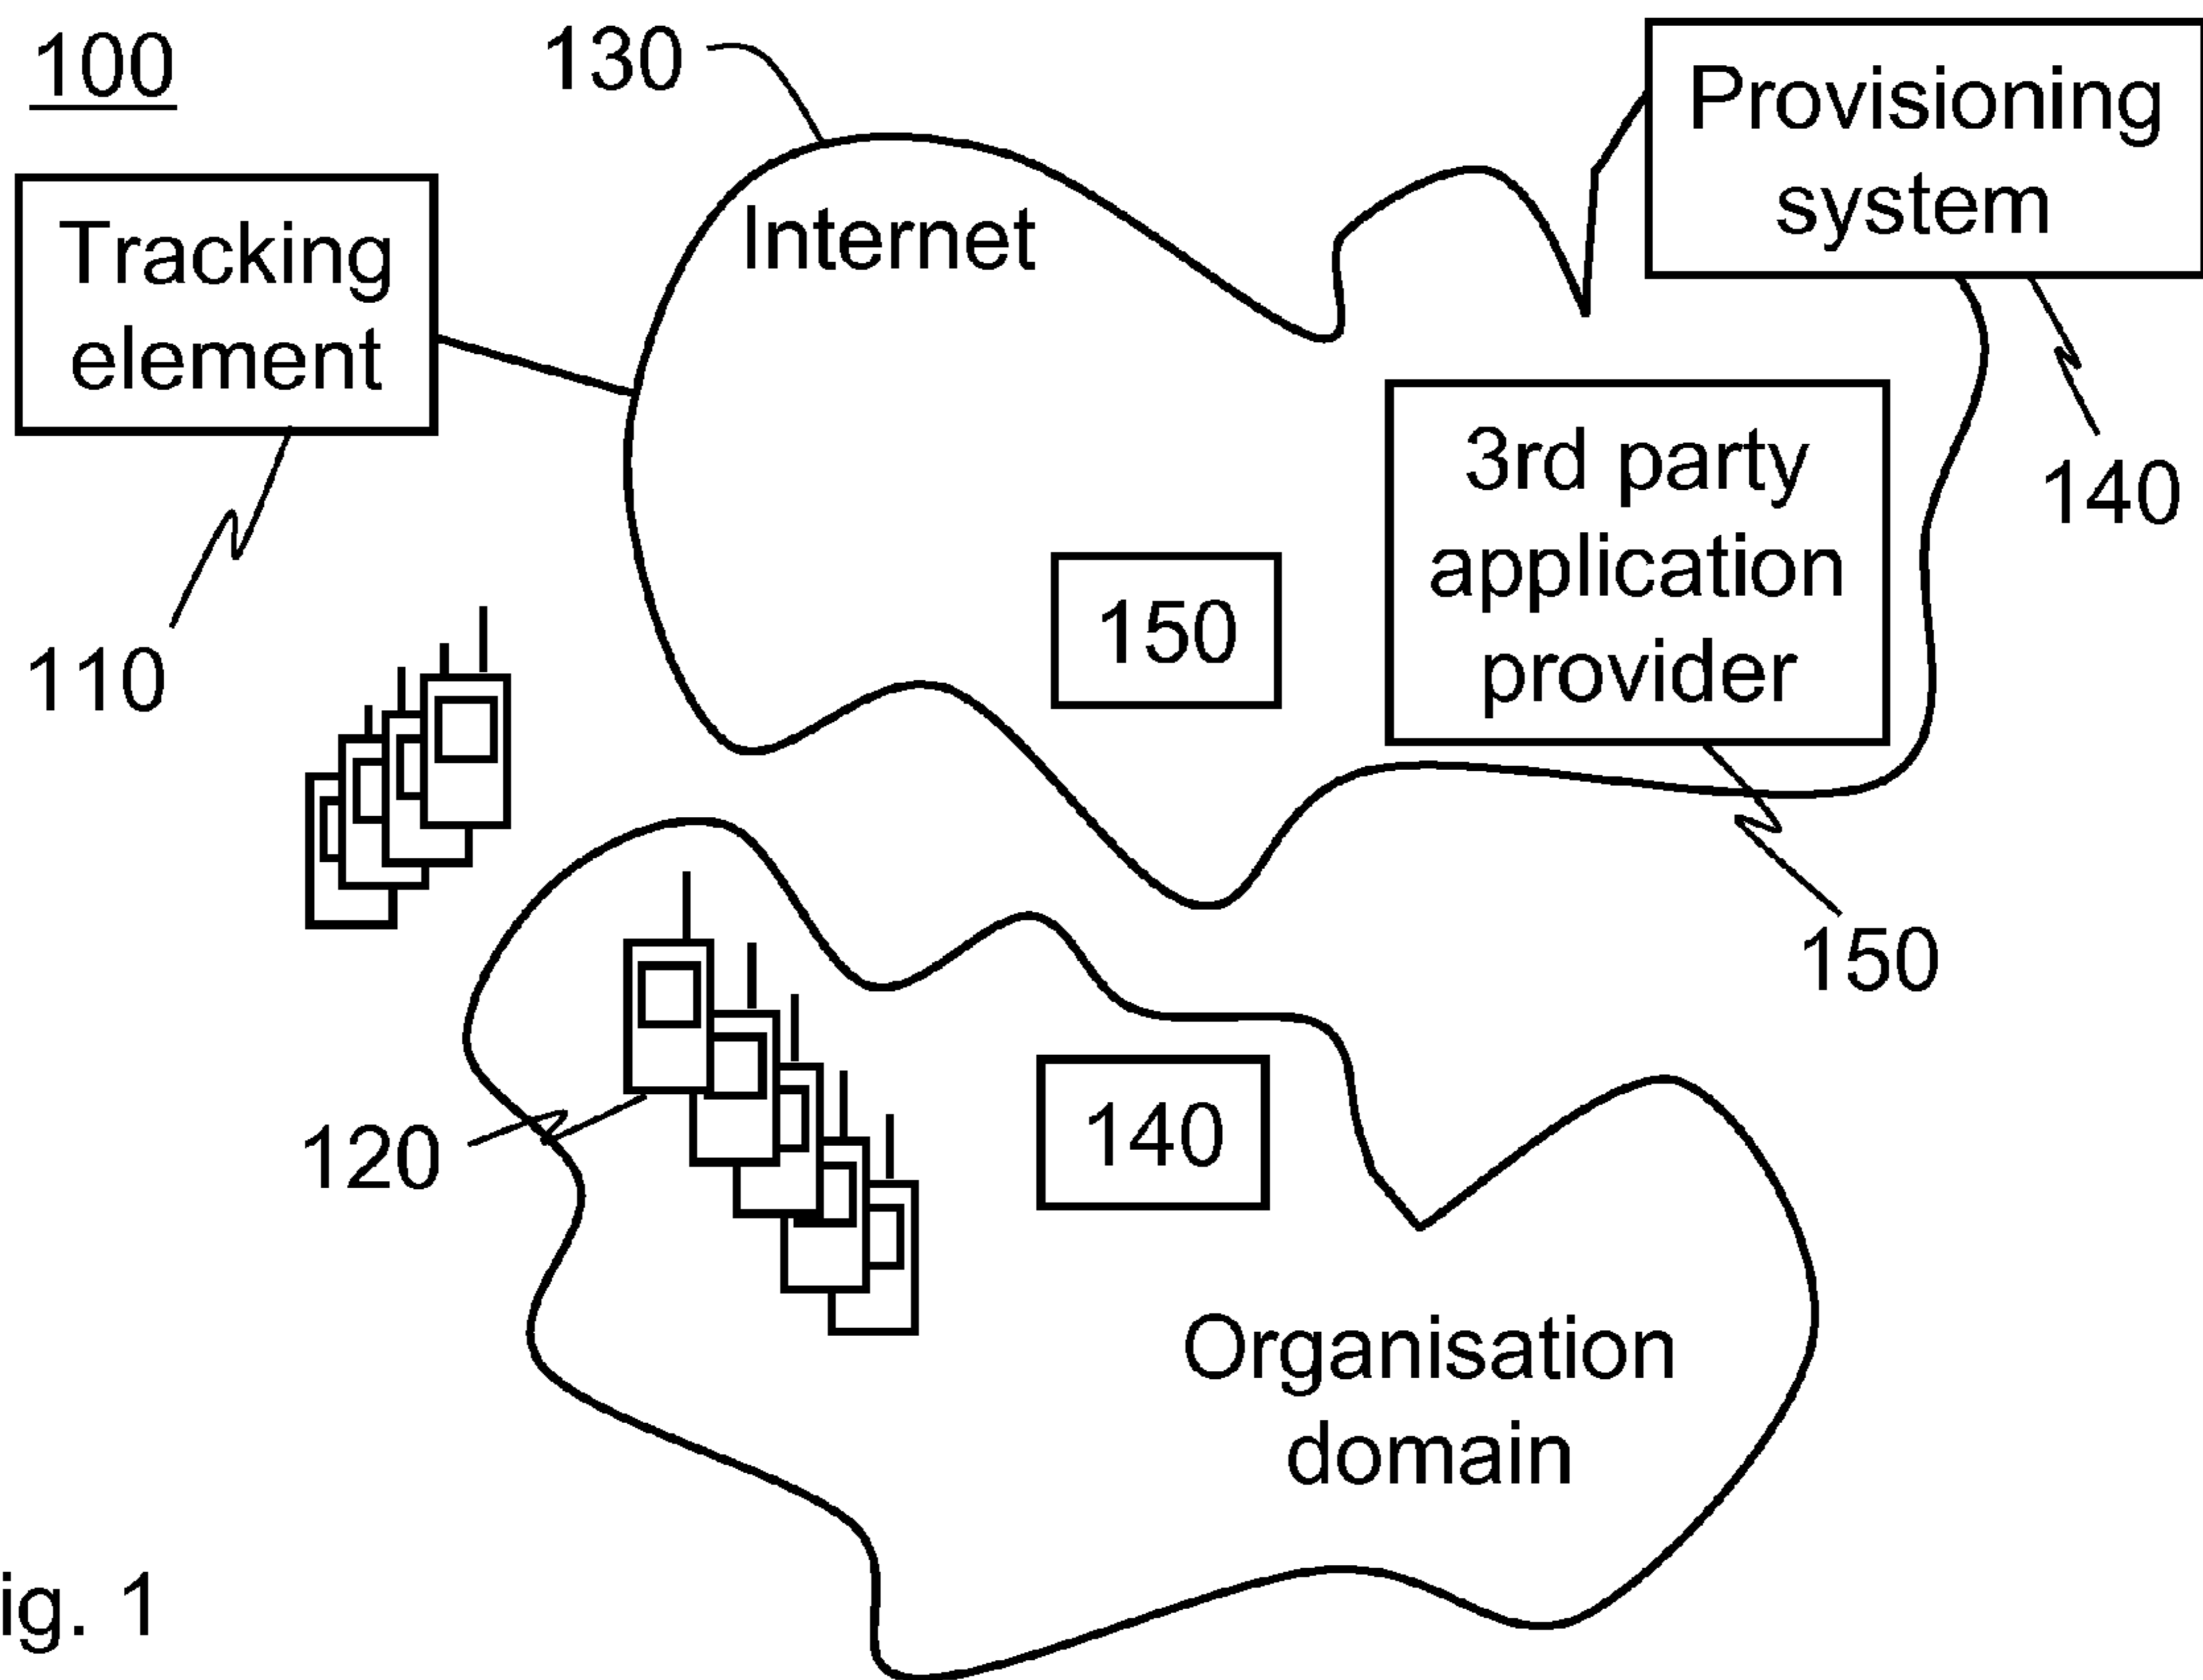 100
130
Provisioning
system
Tracking
element
Internet
3rd party
application
provider
140
150
110
150
120
140
Organisation
domain
ig. 1